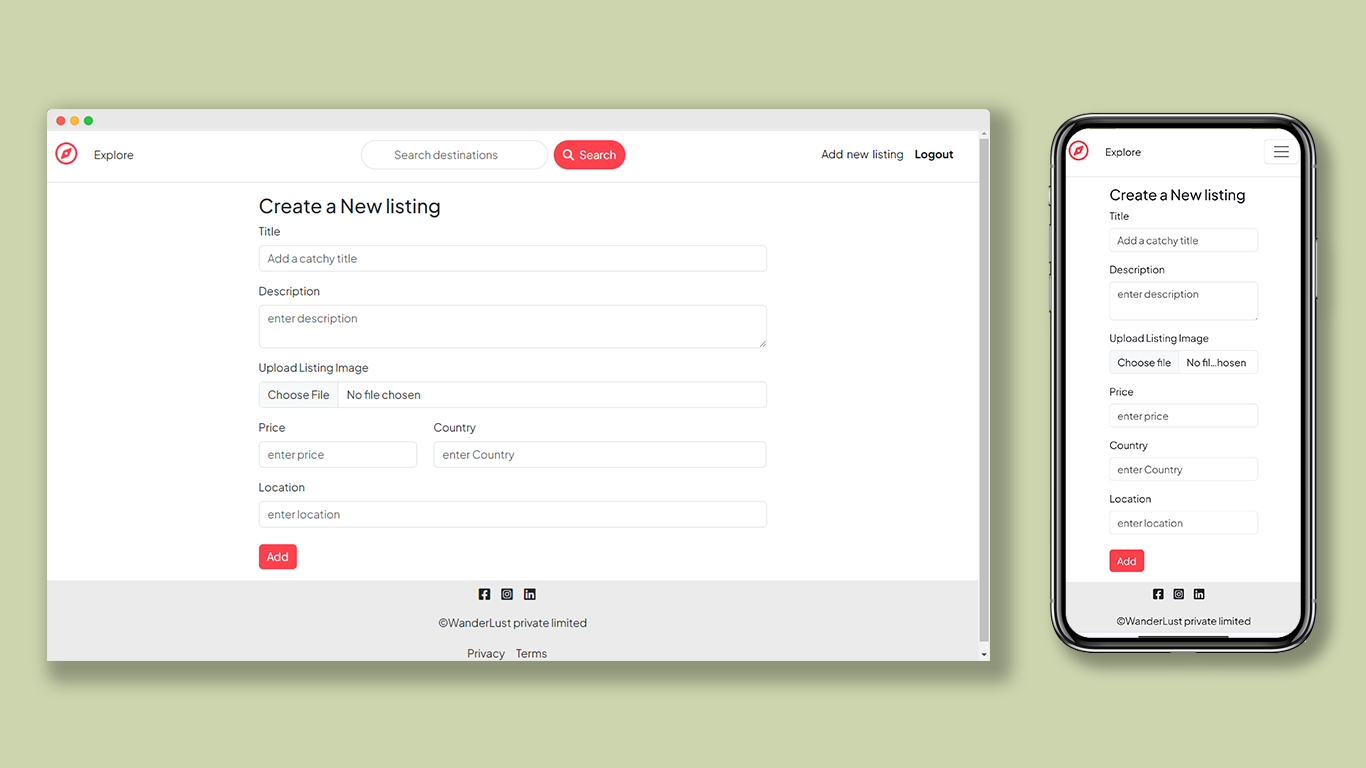 Explore
Search destinations
Search
Add new listing
Logout
Create a New listing
Title
Add a catchy title
Description
enter description
Upload Listing Image
Choose File
No file chosen
Price
Country
enter price
enter Country
Location
enter location
Add
©WanderLust private limited
Privacy
Terms
Explore
Create a New listing
Title
Add a catchy title
Description
enter description
Upload Listing Image
Choose file
No fil...hosen
Price
enter price
Country
enter Country
Location
enter location
Add
©WanderLust private limited